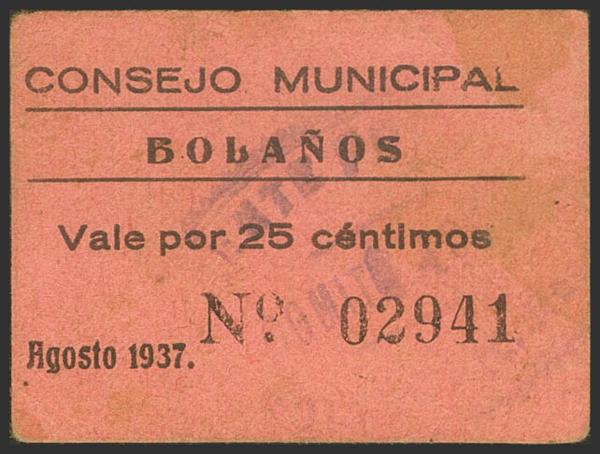 CONSEJO MUNICIPAL
BOLAÑOS
Vale por 25 céntimos
Nº. 02941
Agosto 1937.